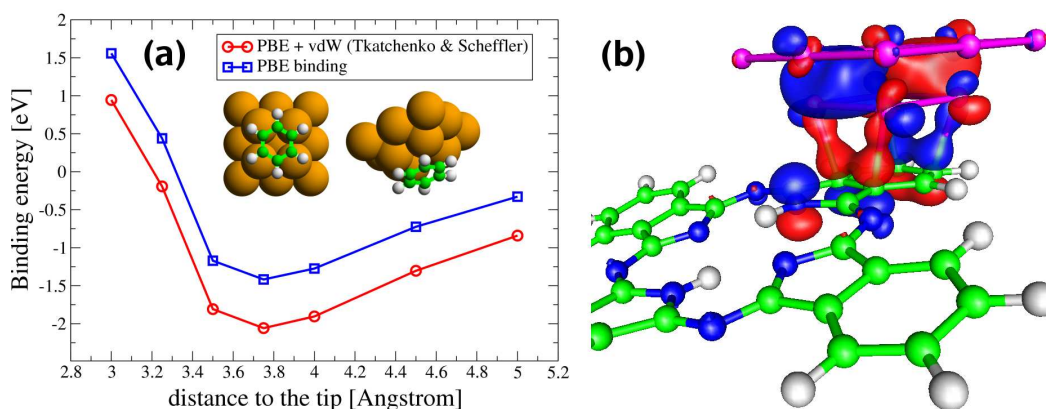 (a)
PBE + vdW (Tkatchenko & Scheffler)
PBE binding
Binding energy [eV]
2
1.5
1
0.5
0
-0.5
-1
-1.5
-2
2.8 3 3.2 3.4 3.6 3.8 4 4.2 4.4 4.6 4.8 5 5.2
distance to the tip [Angstrom]
(b)